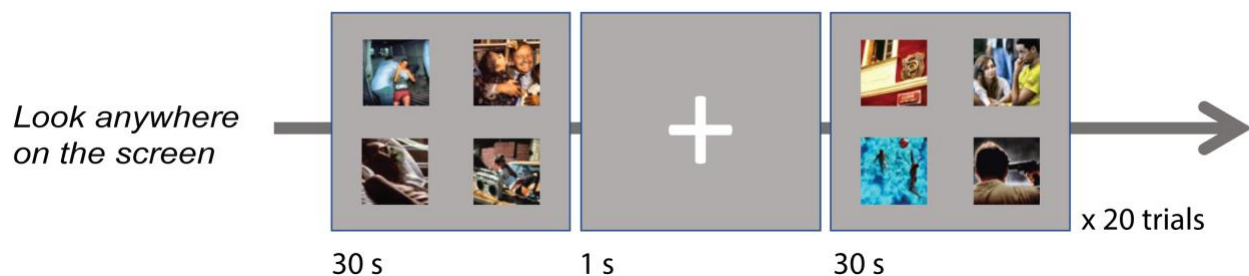 Look anywhere
on the screen
x 20 trials
30 s
1 s
30 s